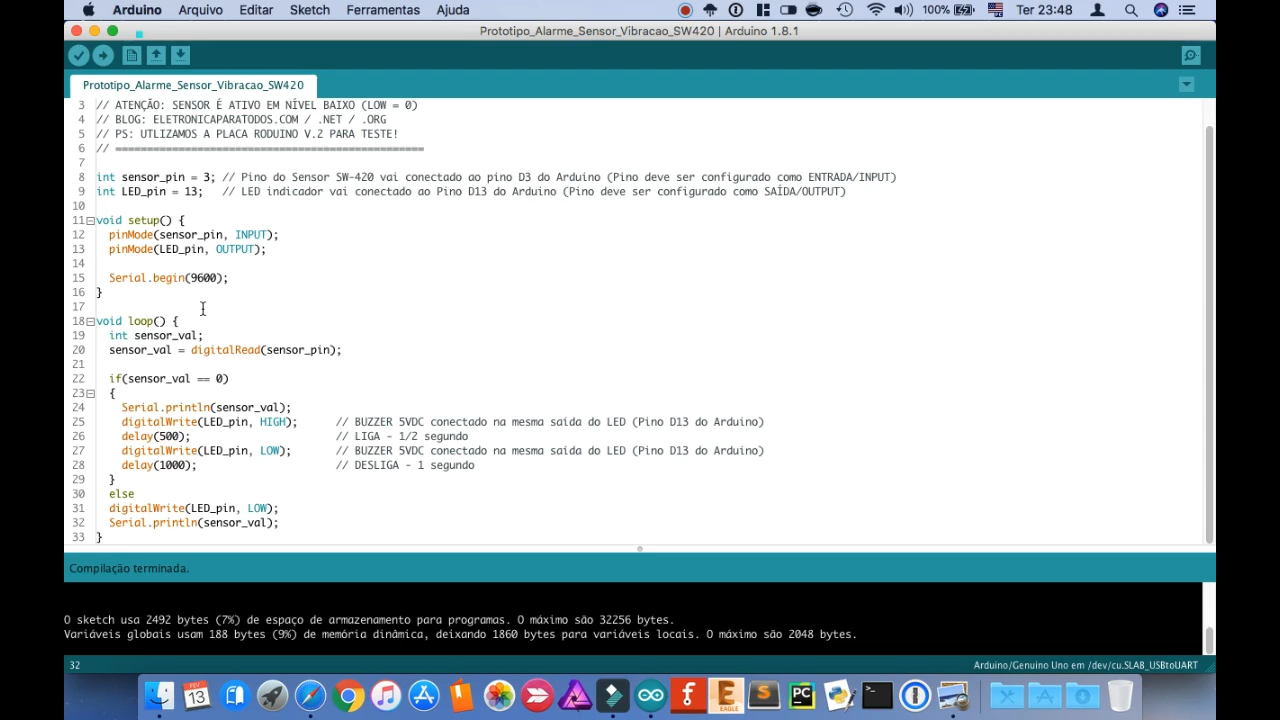 Arduino Arquivo Editar Sketch Ferramentas Ajuda 100% Ter 23:48
Prototipo_Alarme_Sensor_Vibracao_SW420 | Arduino 1.8.1
Prototipo_Alarme_Sensor_Vibracao_SW420
3 // ATENÇÃO: SENSOR É ATIVO EM NÍVEL BAIXO (LOW = 0)
4 // BLOG: ELETRONICAPARATODOS.COM / .NET / .ORG
5 // PS: UTLIZAMOS A PLACA RODUINO V.2 PARA TESTE!
6 // =================================================
7
8 int sensor_pin = 3; // Pino do Sensor SW-420 vai conectado ao pino D3 do Arduino (Pino deve ser configurado como ENTRADA/INPUT)
9 int LED_pin = 13; // LED indicador vai conectado ao Pino D13 do Arduino (Pino deve ser configurado como SAÍDA/OUTPUT)
10
11 void setup() {
12 pinMode(sensor_pin, INPUT);
13 pinMode(LED_pin, OUTPUT);
14
15 Serial.begin(9600);
16 }
17
18 void loop() {
19 int sensor_val;
20 sensor_val = digitalRead(sensor_pin);
21
22 if(sensor_val == 0)
23 {
24 Serial.println(sensor_val);
25 digitalWrite(LED_pin, HIGH); // BUZZER 5VDC conectado na mesma saída do LED (Pino D13 do Arduino)
26 delay(500); // LIGA - 1/2 segundo
27 digitalWrite(LED_pin, LOW); // BUZZER 5VDC conectado na mesma saída do LED (Pino D13 do Arduino)
28 delay(1000); // DESLIGA - 1 segundo
29 }
30 else
31 digitalWrite(LED_pin, LOW);
32 Serial.println(sensor_val);
33 }
Compilação terminada.
O sketch usa 2492 bytes (7%) de espaço de armazenamento para programas. O máximo são 32256 bytes.
Variáveis globais usam 188 bytes (9%) de memória dinâmica, deixando 1860 bytes para variáveis locais. O máximo são 2048 bytes.
32 Arduino/Genuino Uno em /dev/cu.SLAB_USBtoUART
FEV
13
EAGLE
PC